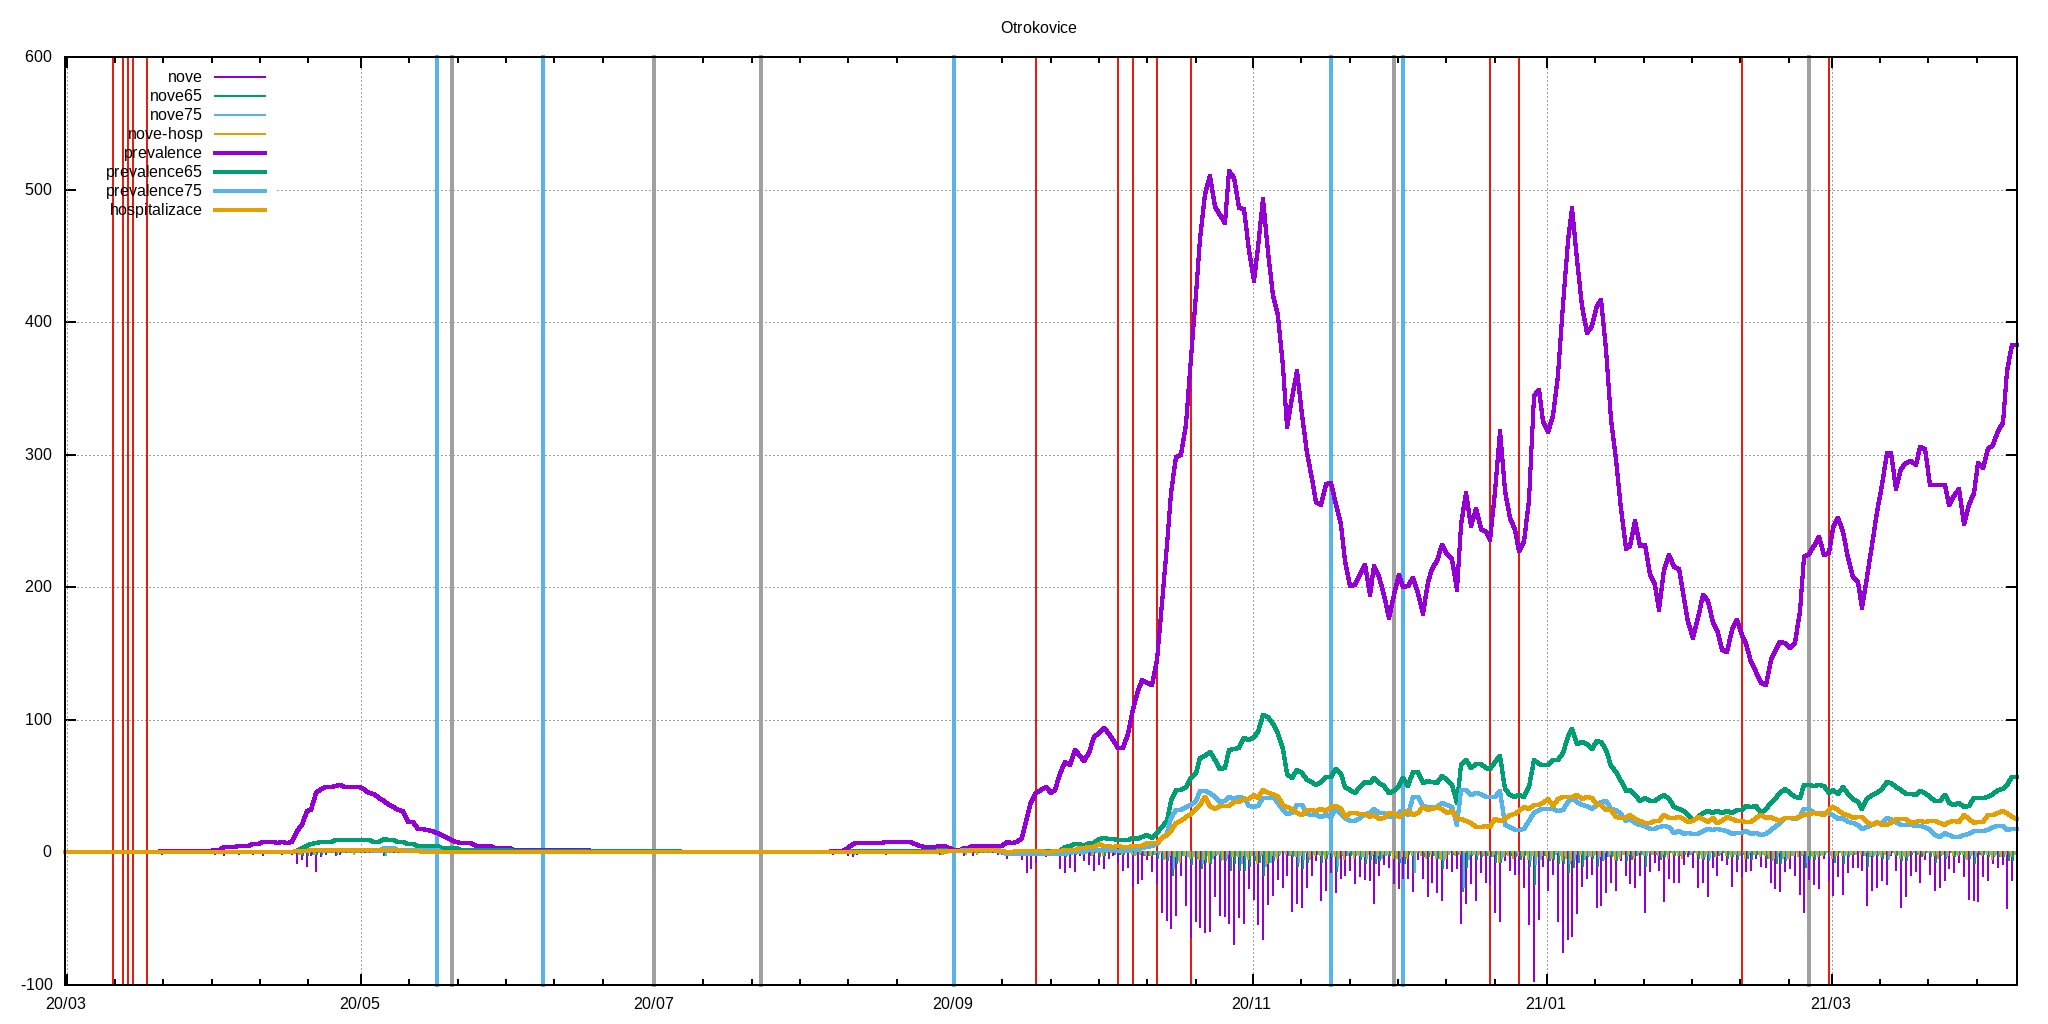 Otrokovice
600
500
400
300
200
100
0
-100
nove
nove65
nove75
nove-hosp
prevalence
prevalence65
prevalence75
hospitalizace
20/03 20/05 20/07 20/09 20/11 21/01 21/03